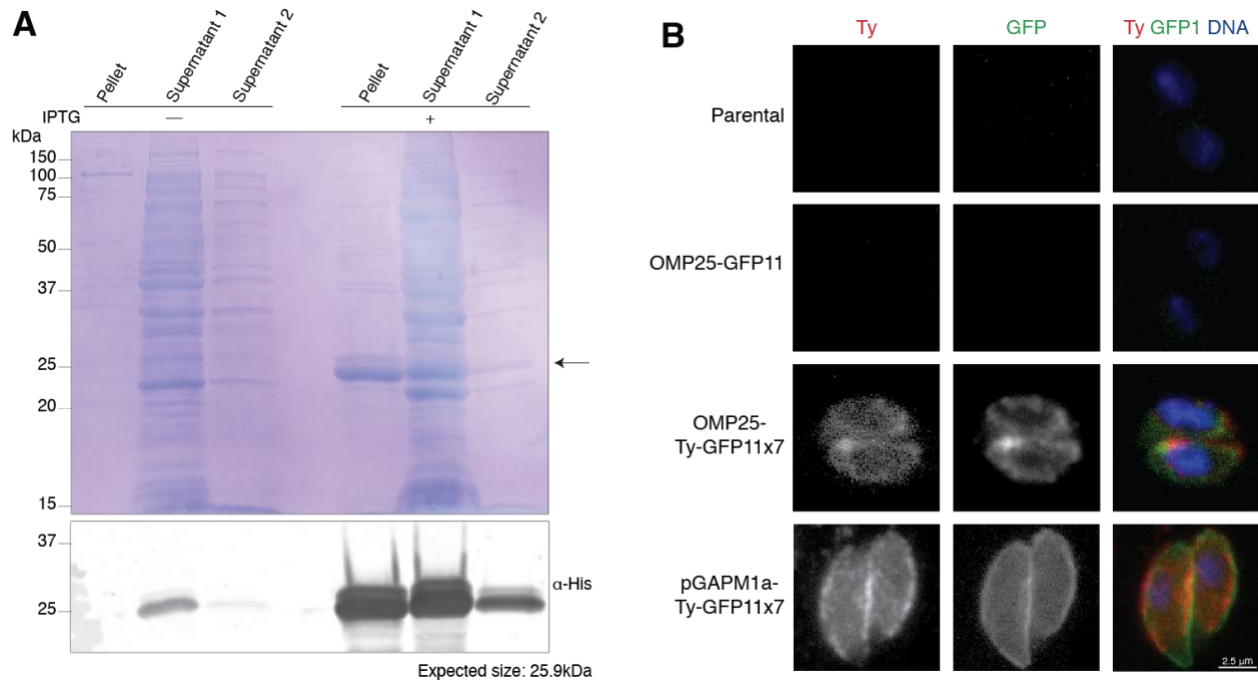 A
Pellet
Supernatant 1
Supernatant 2
Pellet
Supernatant 1
Supernatant 2
IPTG — +
kDa
150
100
75
50
37
25
20
15
37
25
α-His
Expected size: 25.9kDa
B
Ty GFP Ty GFP1 DNA
Parental
OMP25-GFP11
OMP25-
Ty-GFP11x7
pGAPM1a-
Ty-GFP11x7
2.5 µm